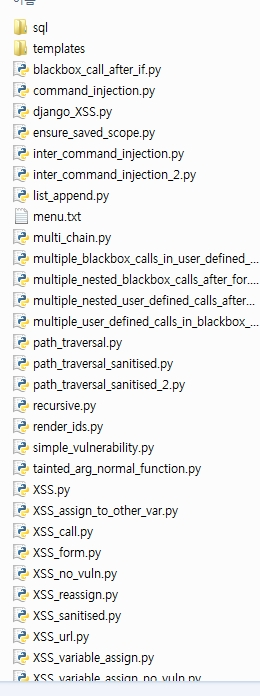 sql
templates
blackbox_call_after_if.py
command_injection.py
django_XSS.py
ensure_saved_scope.py
inter_command_injection.py
inter_command_injection_2.py
list_append.py
menu.txt
multi_chain.py
multiple_blackbox_calls_in_user_defined_...
multiple_nested_blackbox_calls_after_for....
multiple_nested_user_defined_calls_after...
multiple_user_defined_calls_in_blackbox_...
path_traversal.py
path_traversal_sanitised.py
path_traversal_sanitised_2.py
recursive.py
render_ids.py
simple_vulnerability.py
tainted_arg_normal_function.py
XSS.py
XSS_assign_to_other_var.py
XSS_call.py
XSS_form.py
XSS_no_vuln.py
XSS_reassign.py
XSS_sanitised.py
XSS_url.py
XSS_variable_assign.py
XSS_variable_assign_no_vuln.py